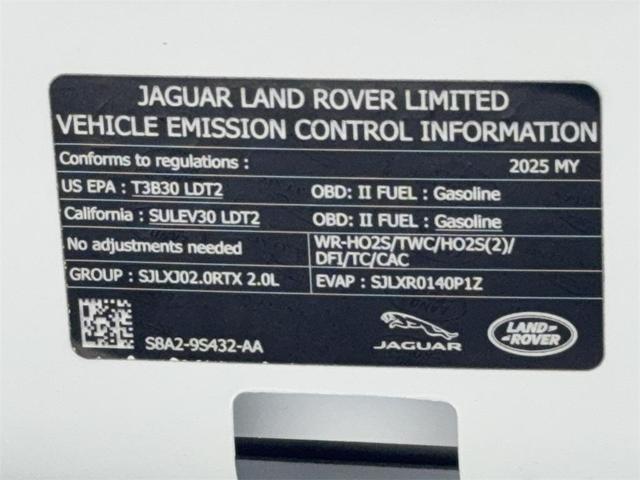 JAGUAR LAND ROVER LIMITED
VEHICLE EMISSION CONTROL INFORMATION
Conforms to regulations : 2025 MY
US EPA : T3B30 LDT2 OBD: II FUEL : Gasoline
California : SULEV30 LDT2 OBD: II FUEL : Gasoline
No adjustments needed
WR-HO2S/TWC/HO2S(2)/
DFI/TC/CAC
GROUP : SJLXJ02.0RTX 2.0L EVAP : SJLXR0140P1Z
S8A2-9S432-AA
JAGUAR
LAND-
-ROVER